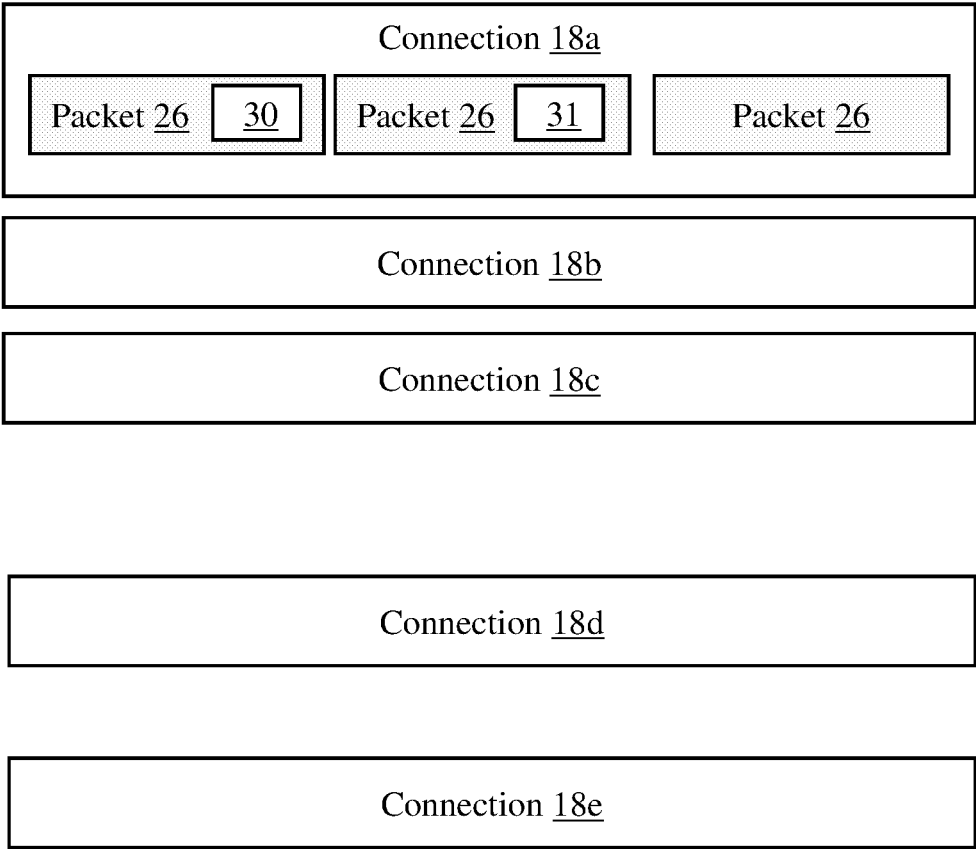 Connection 18a
Packet 26 30 Packet 26 31 Packet 26
Connection 18b
Connection 18c
Connection 18d
Connection 18e